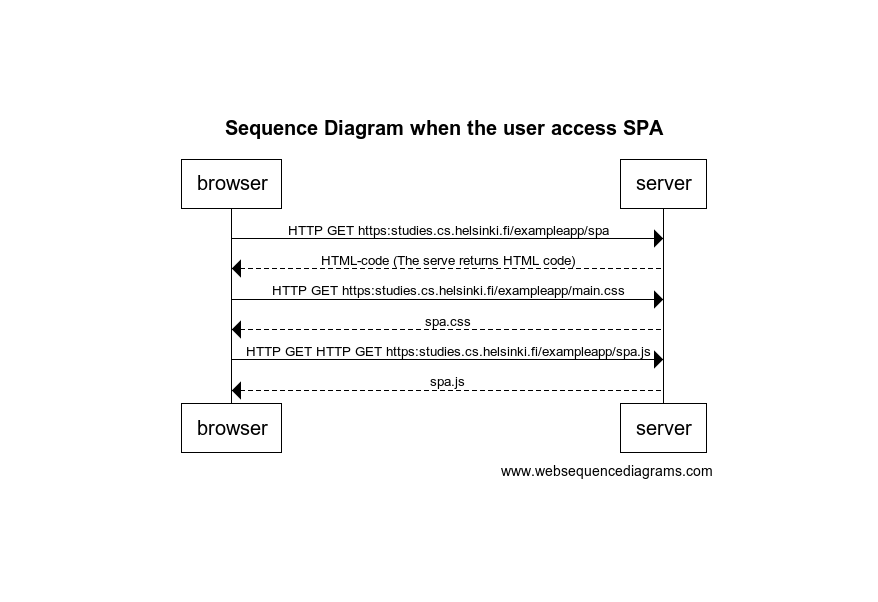 Sequence Diagram when the user access SPA
browser
server
HTTP GET https:studies.cs.helsinki.fi/exampleapp/spa
HTML-code (The serve returns HTML code)
HTTP GET https:studies.cs.helsinki.fi/exampleapp/main.css
spa.css
HTTP GET HTTP GET https:studies.cs.helsinki.fi/exampleapp/spa.js
spa.js
browser
server
www.websequencediagrams.com